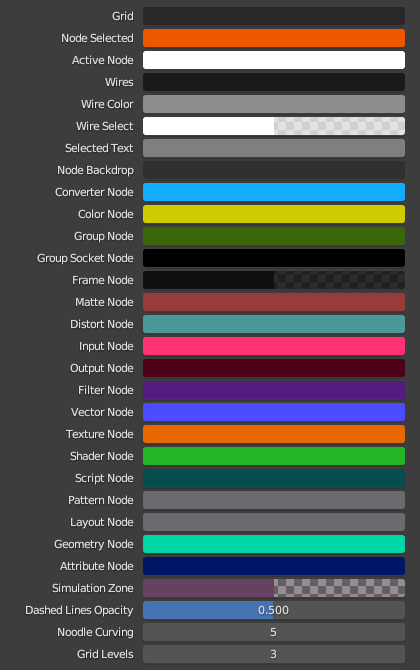 Grid
Node Selected
Active Node
Wires
Wire Color
Wire Select
Selected Text
Node Backdrop
Converter Node
Color Node
Group Node
Group Socket Node
Frame Node
Matte Node
Distort Node
Input Node
Output Node
Filter Node
Vector Node
Texture Node
Shader Node
Script Node
Pattern Node
Layout Node
Geometry Node
Attribute Node
Simulation Zone
Dashed Lines Opacity 0.500
Noodle Curving 5
Grid Levels 3